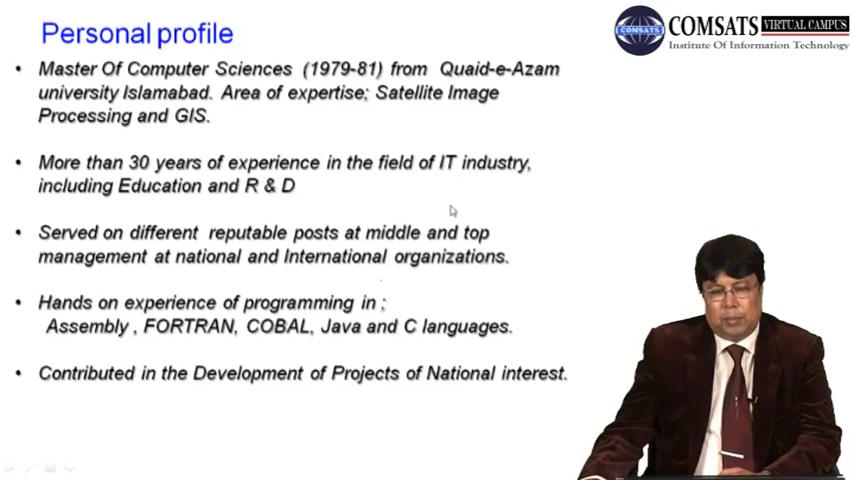 Personal profile
COMSATS VIRTUAL CAMPUS
Institute Of Information Technology
COMSATS
• Master Of Computer Sciences (1979-81) from Quaid-e-Azam
university Islamabad. Area of expertise; Satellite Image
Processing and GIS.
• More than 30 years of experience in the field of IT industry,
including Education and R & D
• Served on different reputable posts at middle and top
management at national and International organizations.
• Hands on experience of programming in ;
Assembly , FORTRAN, COBAL, Java and C languages.
• Contributed in the Development of Projects of National interest.